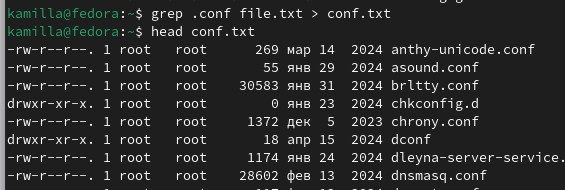 kamilla@fedora:~$ grep .conf file.txt > conf.txt
kamilla@fedora:~$ head conf.txt
-rw-r--r--. 1 root   root      269 мар 14  2024 anthy-unicode.conf
-rw-r--r--. 1 root   root       55 янв 29  2024 asound.conf
-rw-r--r--. 1 root   root    30583 янв 31  2024 brltty.conf
drwxr-xr-x. 1 root   root        0 янв 23  2024 chkconfig.d
-rw-r--r--. 1 root   root     1372 дек  5  2023 chrony.conf
drwxr-xr-x. 1 root   root       18 апр 15  2024 dconf
-rw-r--r--. 1 root   root     1174 янв 24  2024 dleyna-server-service.
-rw-r--r--. 1 root   root    28602 фев 13  2024 dnsmasq.conf